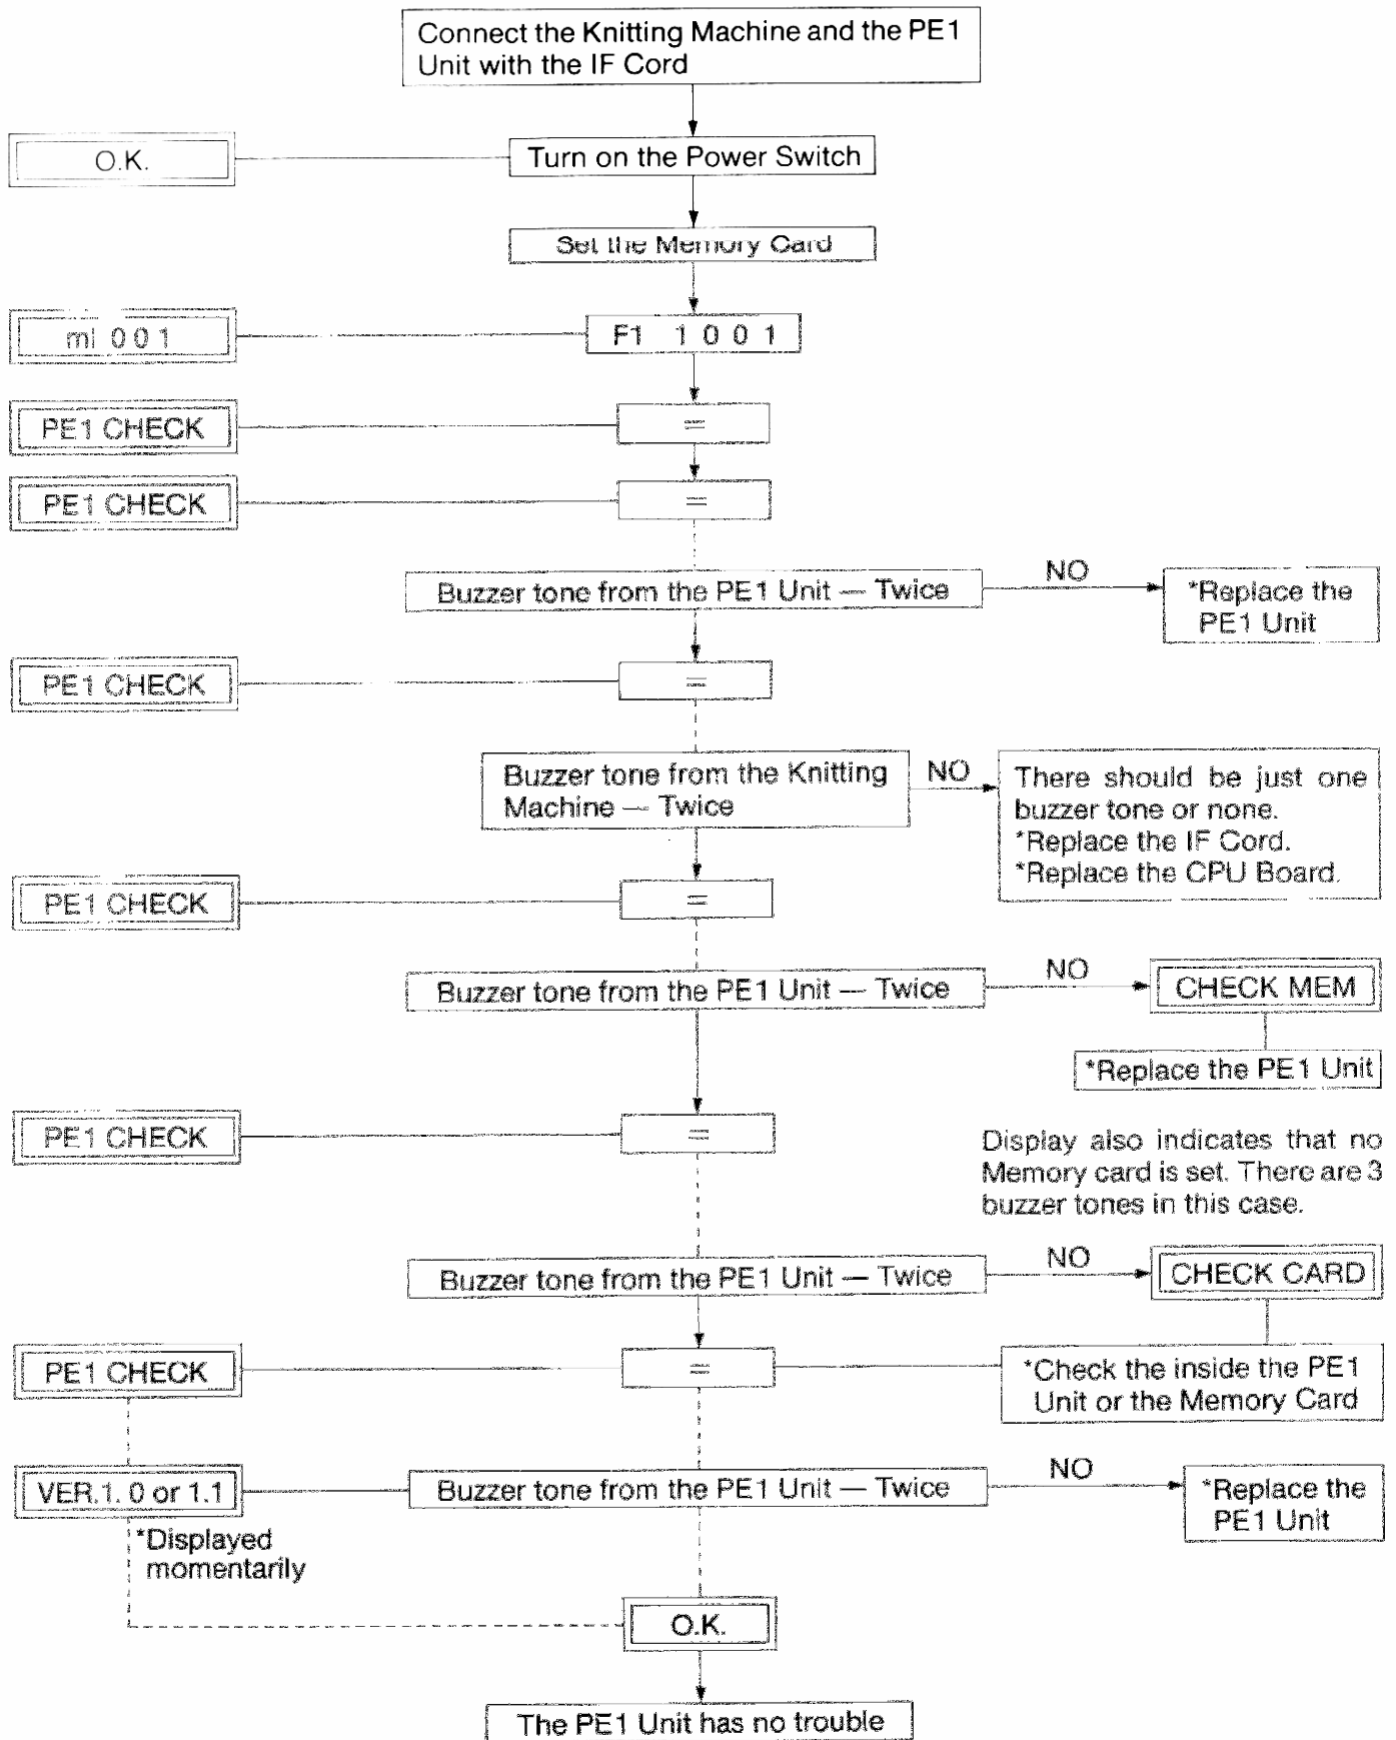 Connect the Knitting Machine and the PE1
Unit with the IF Cord
O.K.
Turn on the Power Switch
Set the Memory Card
mi 0 0 1
F1 1 0 0 1
PE1 CHECK
=
PE1 CHECK
=
Buzzer tone from the PE1 Unit — Twice
NO
*Replace the
PE1 Unit
PE1 CHECK
=
Buzzer tone from the Knitting
Machine — Twice
NO
There should be just one
buzzer tone or none.
*Replace the IF Cord.
*Replace the CPU Board.
PE1 CHECK
=
Buzzer tone from the PE1 Unit — Twice
NO
CHECK MEM
*Replace the PE1 Unit
PE1 CHECK
=
Display also indicates that no
Memory card is set. There are 3
buzzer tones in this case.
Buzzer tone from the PE1 Unit — Twice
NO
CHECK CARD
PE1 CHECK
=
*Check the inside the PE1
Unit or the Memory Card
VER.1. 0 or 1.1
Buzzer tone from the PE1 Unit — Twice
NO
*Replace the
PE1 Unit
*Displayed
momentarily
O.K.
The PE1 Unit has no trouble